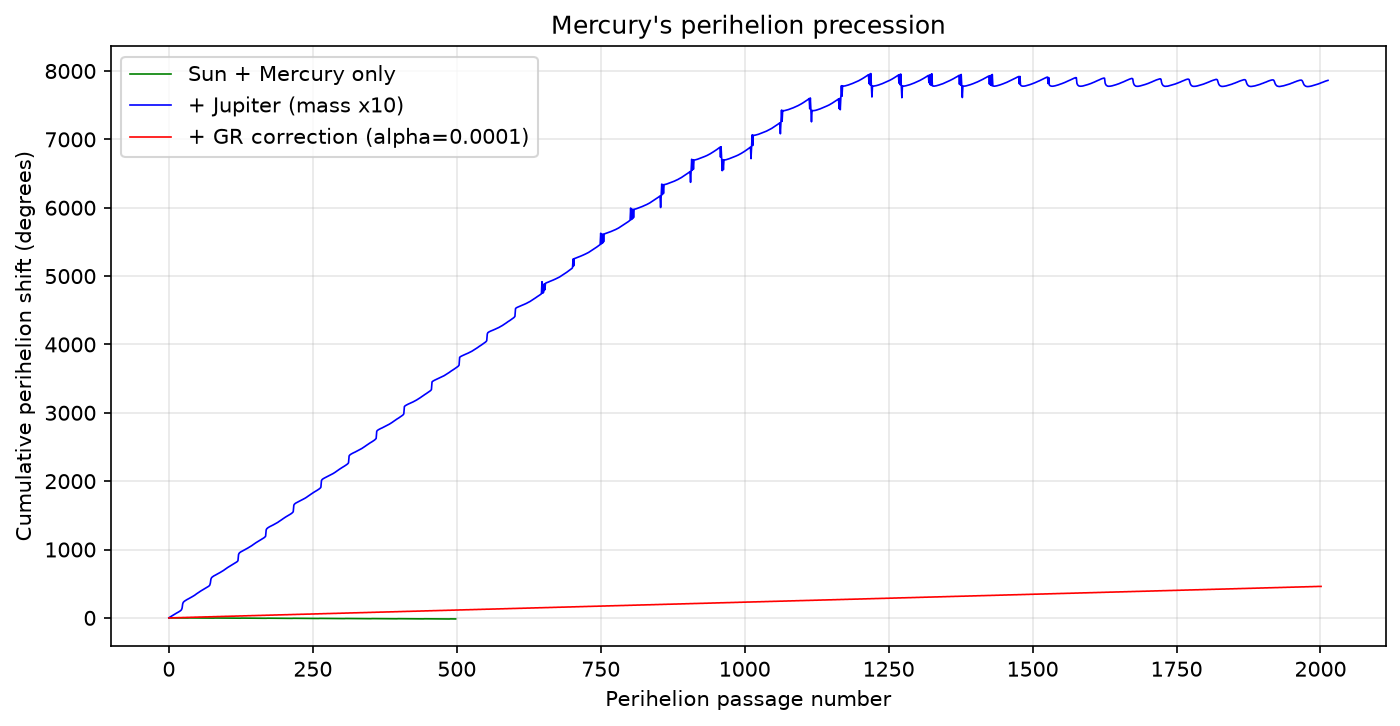 Mercury's perihelion precession
Sun + Mercury only
+ Jupiter (mass x10)
+ GR correction (alpha=0.0001)
Cumulative perihelion shift (degrees)
8000
7000
6000
5000
4000
3000
2000
1000
0
0 250 500 750 1000 1250 1500 1750 2000
Perihelion passage number